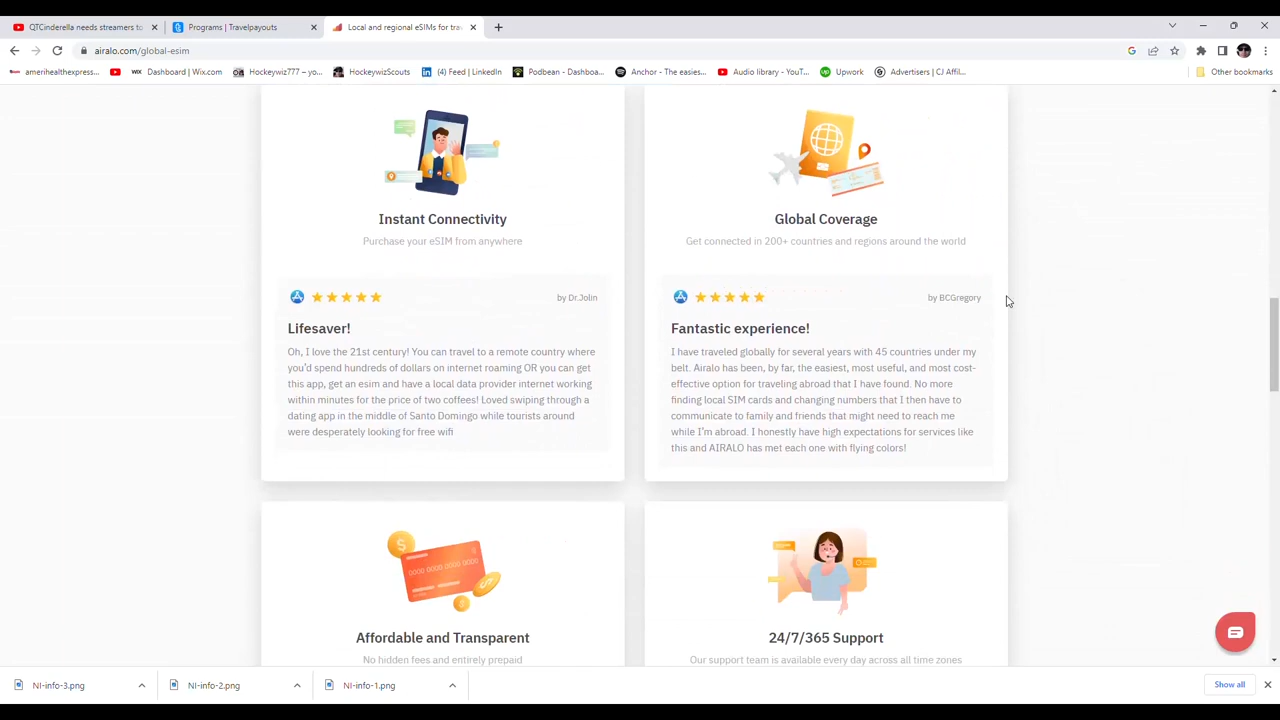 QTCinderella needs streamers to
Programs | Travelpayouts
Local and regional eSIMs for trav
airalo.com/global-esim
amerihealthexpress...
Dashboard | Wix.com
Hockeywiz777 – yo...
HockeywizScouts
(4) Feed | LinkedIn
Podbean - Dashboa...
Anchor - The easies...
Audio library - YouT...
Upwork
Advertisers | CJ Affil...
Other bookmarks
Instant Connectivity
Purchase your eSIM from anywhere
by Dr.Jolin
Lifesaver!
Oh, I love the 21st century! You can travel to a remote country where
you'd spend hundreds of dollars on internet roaming OR you can get
this app, get an esim and have a local data provider internet working
within minutes for the price of two coffees! Loved swiping through a
dating app in the middle of Santo Domingo while tourists around
were desperately looking for free wifi
Global Coverage
Get connected in 200+ countries and regions around the world
by BCGregory
Fantastic experience!
I have traveled globally for several years with 45 countries under my
belt. Airalo has been, by far, the easiest, most useful, and most cost-
effective option for traveling abroad that I have found. No more
finding local SIM cards and changing numbers that I then have to
communicate to family and friends that might need to reach me
while I'm abroad. I honestly have high expectations for services like
this and AIRALO has met each one with flying colors!
0000 0000 0000 0000
Affordable and Transparent
No hidden fees and entirely prepaid
24/7/365 Support
Our support team is available every day across all time zones
NI-info-3.png
NI-info-2.png
NI-info-1.png
Show all